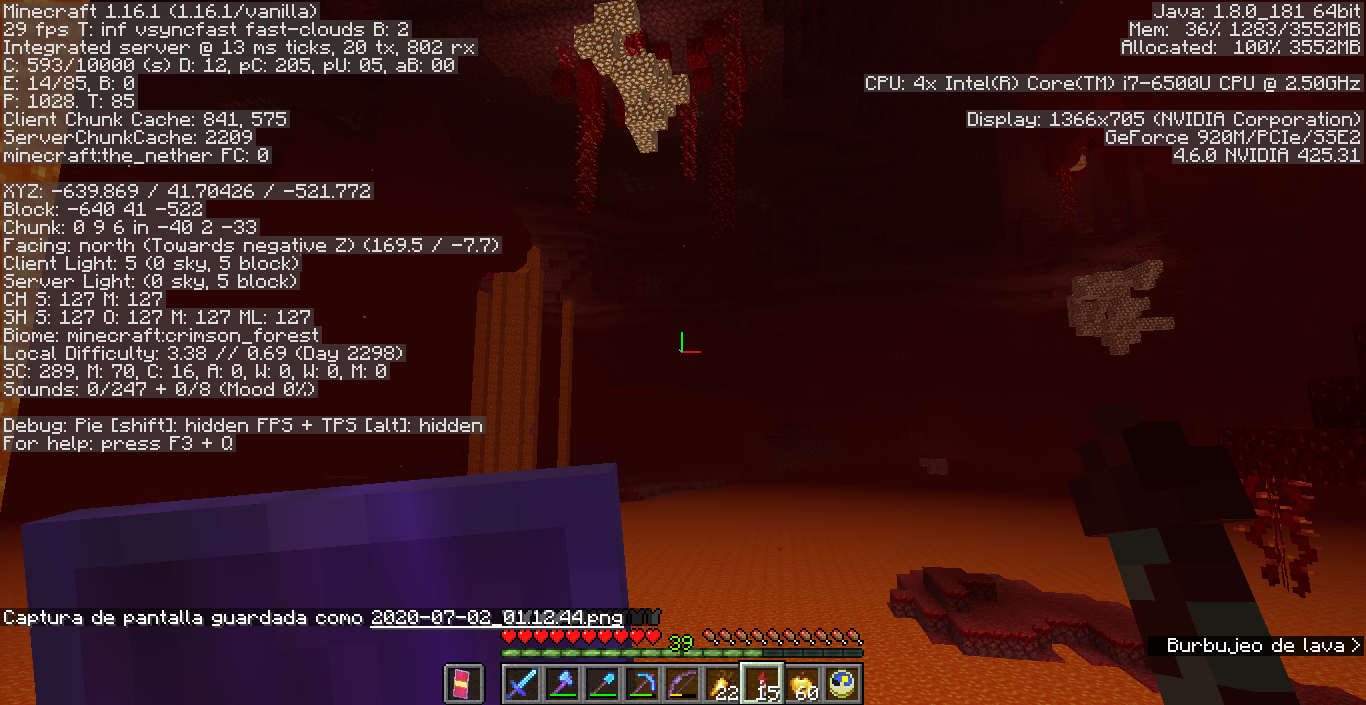 Minecraft 1.16.1 (1.16.1/vanilla)
29 fps T: inf vsyncfast fast-clouds B: 2
Integrated server @ 13 ms ticks, 20 tx, 802 rx
C: 593/10000 (s) D: 12, pC: 205, pU: 05, aB: 00
E: 14/85, B: 0
P: 1028. T: 85
Client Chunk Cache: 841, 575
ServerChunkCache: 2209
minecraft:the_nether FC: 0
XYZ: -639.869 / 41.70426 / -521.772
Block: -640 41 -522
Chunk: 0 9 6 in -40 2 -33
Facing: north (Towards negative Z) (169.5 / -7.7)
Client Light: 5 (0 sky, 5 block)
Server Light: (0 sky, 5 block)
CH S: 127 M: 127
SH S: 127 O: 127 M: 127 ML: 127
Biome: minecraft:crimson_forest
Local Difficulty: 3.38 // 0.69 (Day 2298)
SC: 289, M: 70, C: 16, A: 0, W: 0, W: 0, M: 0
Sounds: 0/247 + 0/8 (Mood 0%)
Debug: Pie [shift]: hidden FPS + TPS [alt]: hidden
For help: press F3 + Q
Java: 1.8.0_181 64bit
Mem: 36% 1283/3552MB
Allocated: 100% 3552MB
CPU: 4x Intel(R) Core(TM) i7-6500U CPU @ 2.50GHz
Display: 1366x705 (NVIDIA Corporation)
GeForce 920M/PCIe/SSE2
4.6.0 NVIDIA 425.31
Captura de pantalla guardada como 2020-07-02_01.12.44.png
Burbujeo de lava >
39
22 15 60